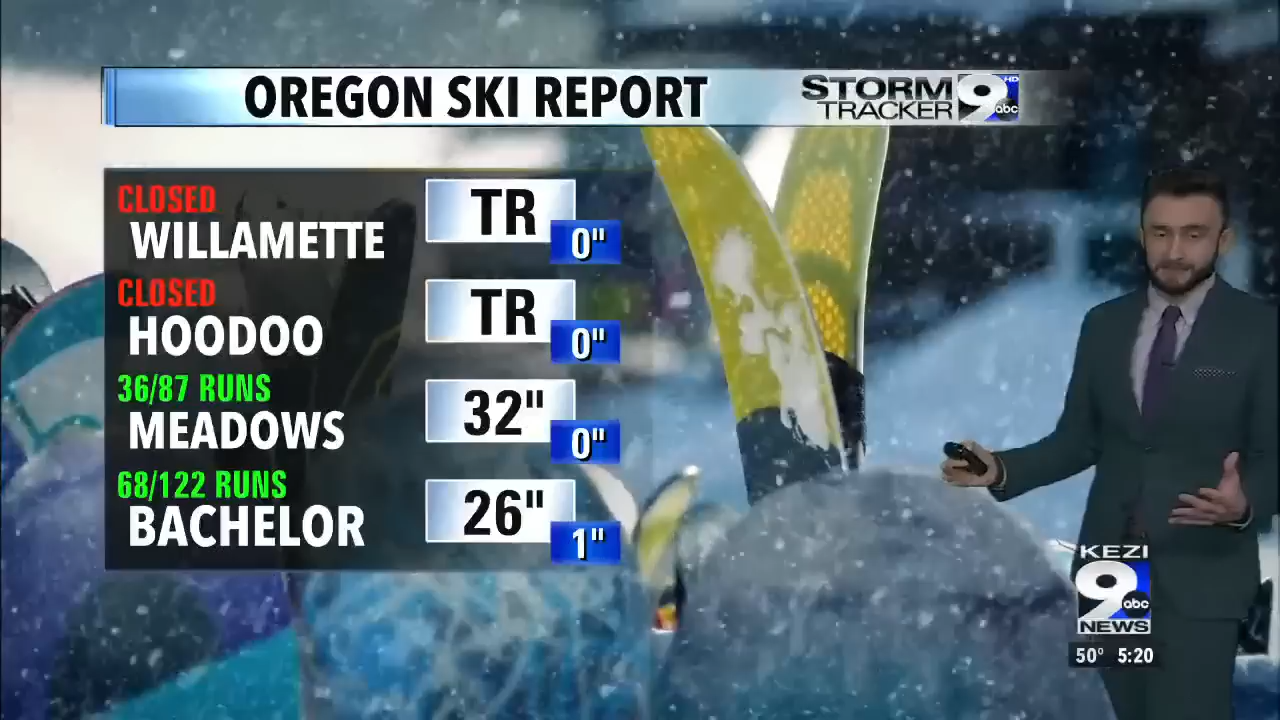 OREGON SKI REPORT
STORM TRACKER 9 HD abc
CLOSED
WILLAMETTE
TR
0"
CLOSED
HOODOO
TR
0"
36/87 RUNS
MEADOWS
32"
0"
68/122 RUNS
BACHELOR
26"
1"
KEZI
9 abc
NEWS
50° 5:20